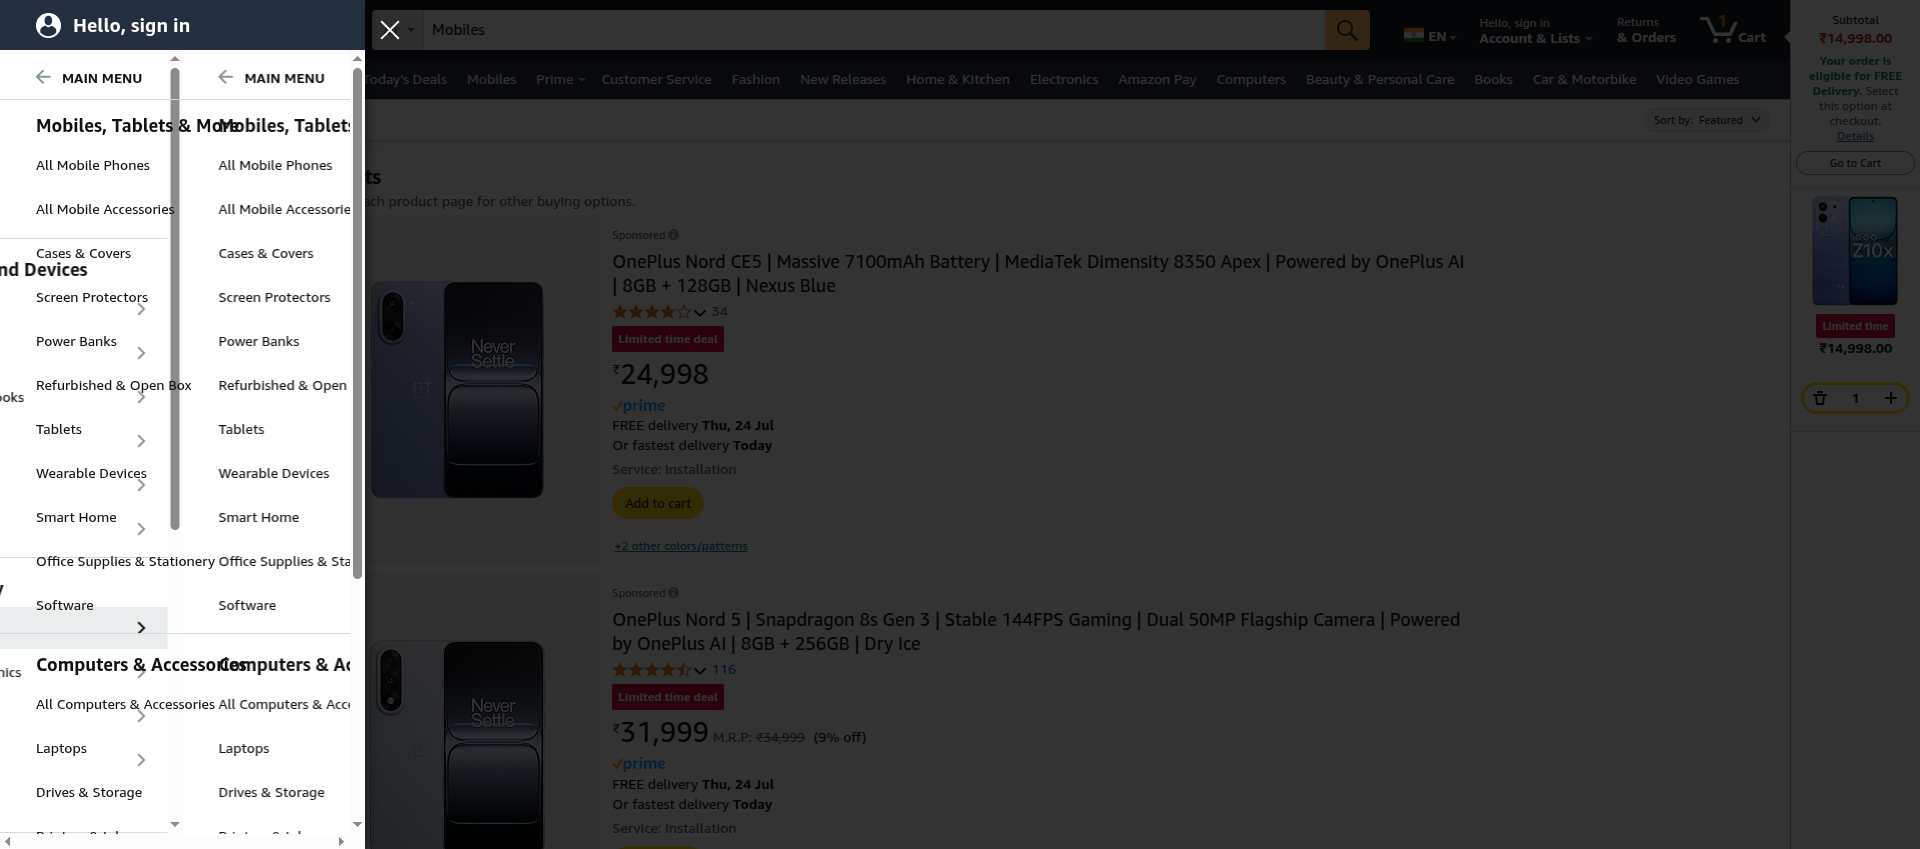 Hello, sign in
MAIN MENU
MAIN MENU
Mobiles, Tablets & More
Mobiles, Tablets
All Mobile Phones
All Mobile Phones
All Mobile Accessories
All Mobile Accessorie
Cases & Covers
Cases & Covers
nd Devices
Screen Protectors
Screen Protectors
Power Banks
Power Banks
Refurbished & Open Box
Refurbished & Open
ooks
Tablets
Tablets
Wearable Devices
Wearable Devices
Smart Home
Smart Home
Office Supplies & Stationery
Office Supplies & Sta
y
Software
Software
Computers & Accessories
Computers & Ac
nics
All Computers & Accessories
All Computers & Acce
Laptops
Laptops
Drives & Storage
Drives & Storage
Mobiles
EN
Hello, sign in
Account & Lists
Returns
& Orders
1
Cart
Today's Deals Mobiles Prime Customer Service Fashion New Releases Home & Kitchen Electronics Amazon Pay Computers Beauty & Personal Care Books Car & Motorbike Video Games
Sort by: Featured
ts
ach product page for other buying options.
Sponsored
OnePlus Nord CE5 | Massive 7100mAh Battery | MediaTek Dimensity 8350 Apex | Powered by OnePlus AI
| 8GB + 128GB | Nexus Blue
34
Limited time deal
₹24,998
prime
FREE delivery Thu, 24 Jul
Or fastest delivery Today
Service: Installation
Add to cart
+2 other colors/patterns
Never
Settle
Sponsored
OnePlus Nord 5 | Snapdragon 8s Gen 3 | Stable 144FPS Gaming | Dual 50MP Flagship Camera | Powered
by OnePlus AI | 8GB + 256GB | Dry Ice
116
Limited time deal
₹31,999 M.R.P: ₹34,999 (9% off)
prime
FREE delivery Thu, 24 Jul
Or fastest delivery Today
Service: Installation
Never
Settle
Subtotal
₹14,998.00
Your order is
eligible for FREE
Delivery. Select
this option at
checkout.
Details
Go to Cart
iQOO
Z10x
Limited time
₹14,998.00
1